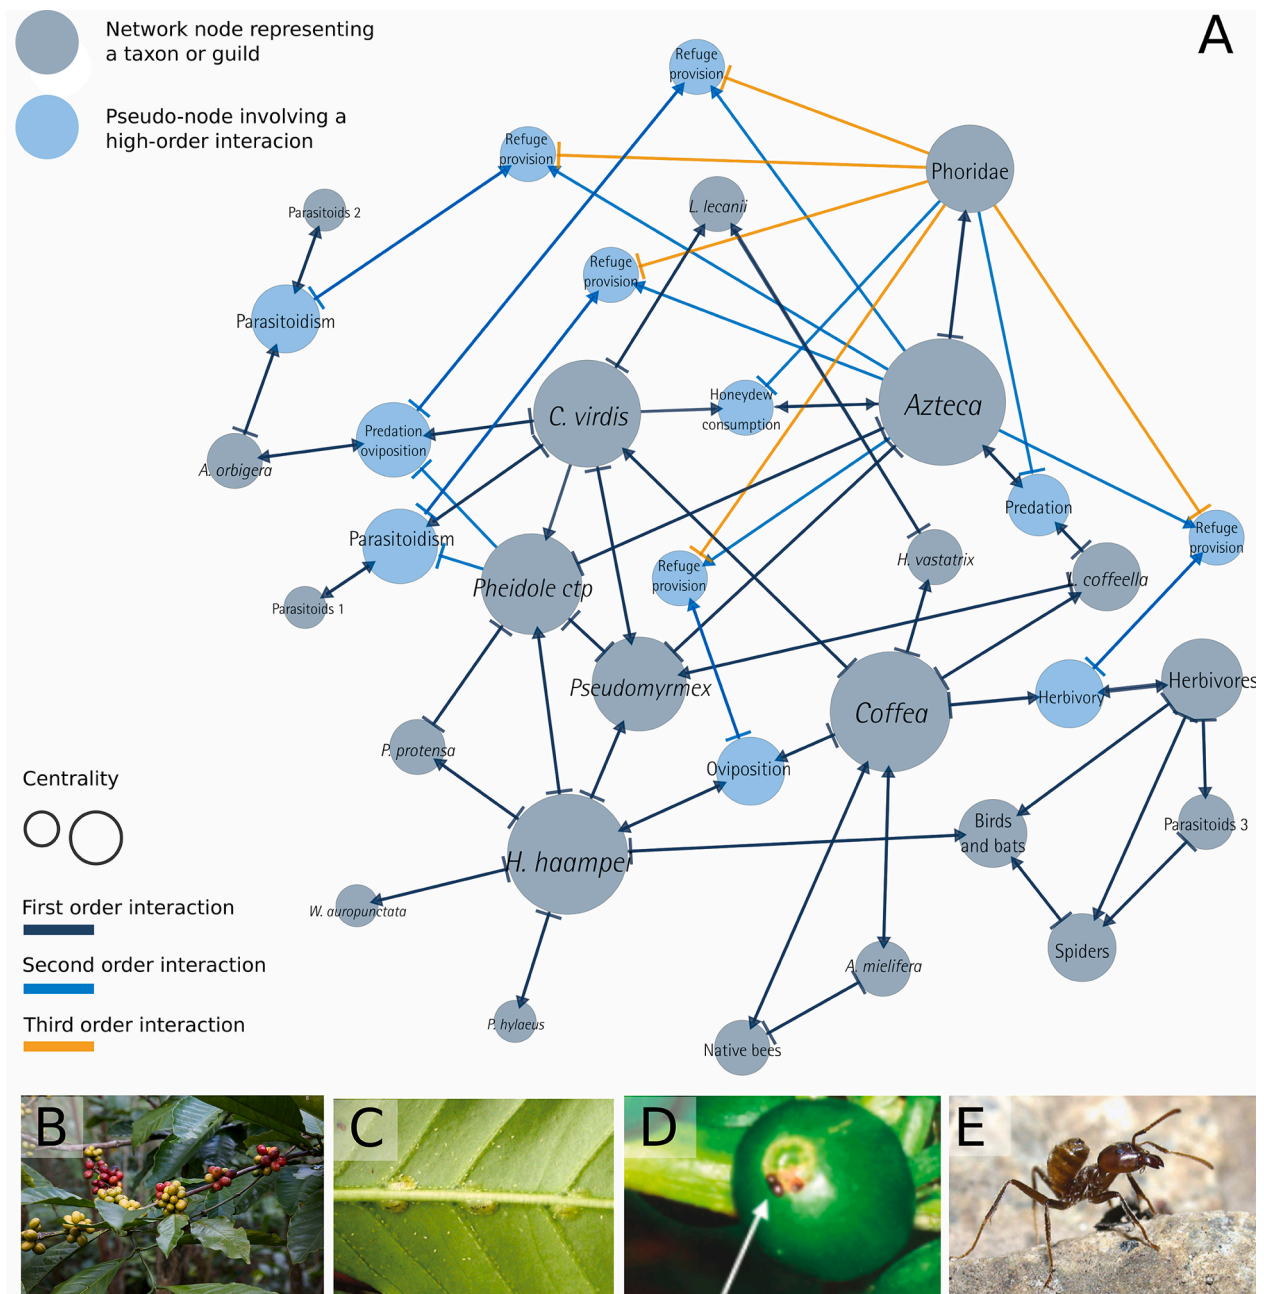 Network node representing
a taxon or guild
Pseudo-node involving a
high-order interacion
A
Refuge
provision
Refuge
provision
Phoridae
Parasitoids 2
L. lecanii
Refuge
provision
Parasitoidism
Honeydew
consumption
Azteca
C. virdis
Predation
oviposition
A. orbigera
Predation
Refuge
provision
Parasitoidism
H. vastatrix
Refuge
provision
. coffeella
Pheidole ctp
Parasitoids 1
Pseudomyrmex
Herbivores
Herbivory
Coffea
P. protensa
Oviposition
Centrality
Birds
and bats
Parasitoids 3
H. haamper
W. auropunctata
First order interaction
Spiders
Second order interaction
A. mielifera
Third order interaction
P. hylaeus
Native bees
B
C
D
E